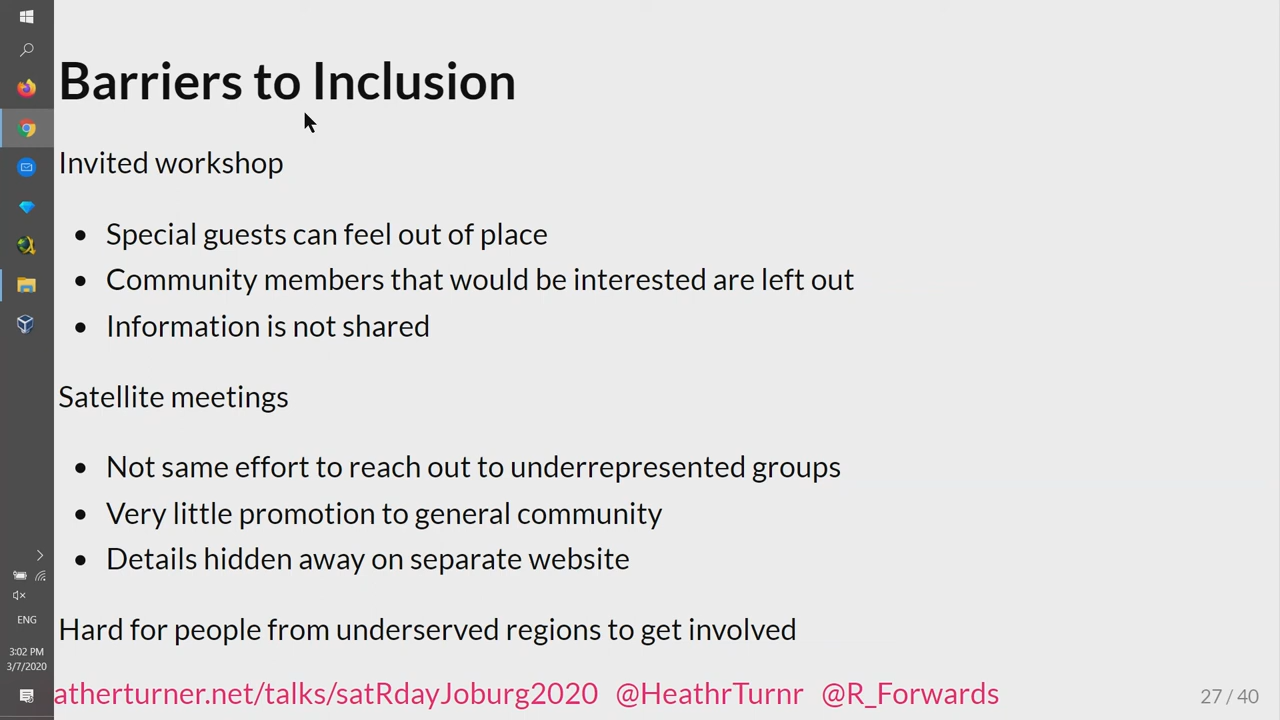 Barriers to Inclusion
Invited workshop
• Special guests can feel out of place
• Community members that would be interested are left out
• Information is not shared
Satellite meetings
• Not same effort to reach out to underrepresented groups
• Very little promotion to general community
• Details hidden away on separate website
Hard for people from underserved regions to get involved
atherturner.net/talks/satRdayJoburg2020 @HeathrTurnr @R_Forwards
27 / 40
ENG
3:02 PM
3/7/2020